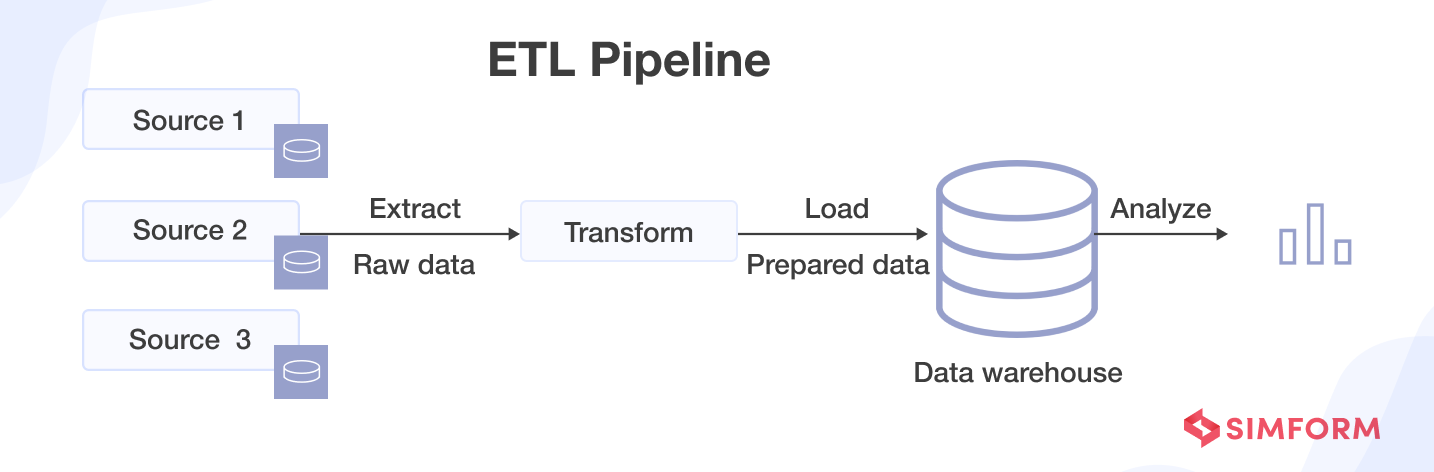 ETL Pipeline
Source 1
Source 2
Source 3
Extract
Raw data
Transform
Load
Prepared data
Data warehouse
Analyze
SIMFORM